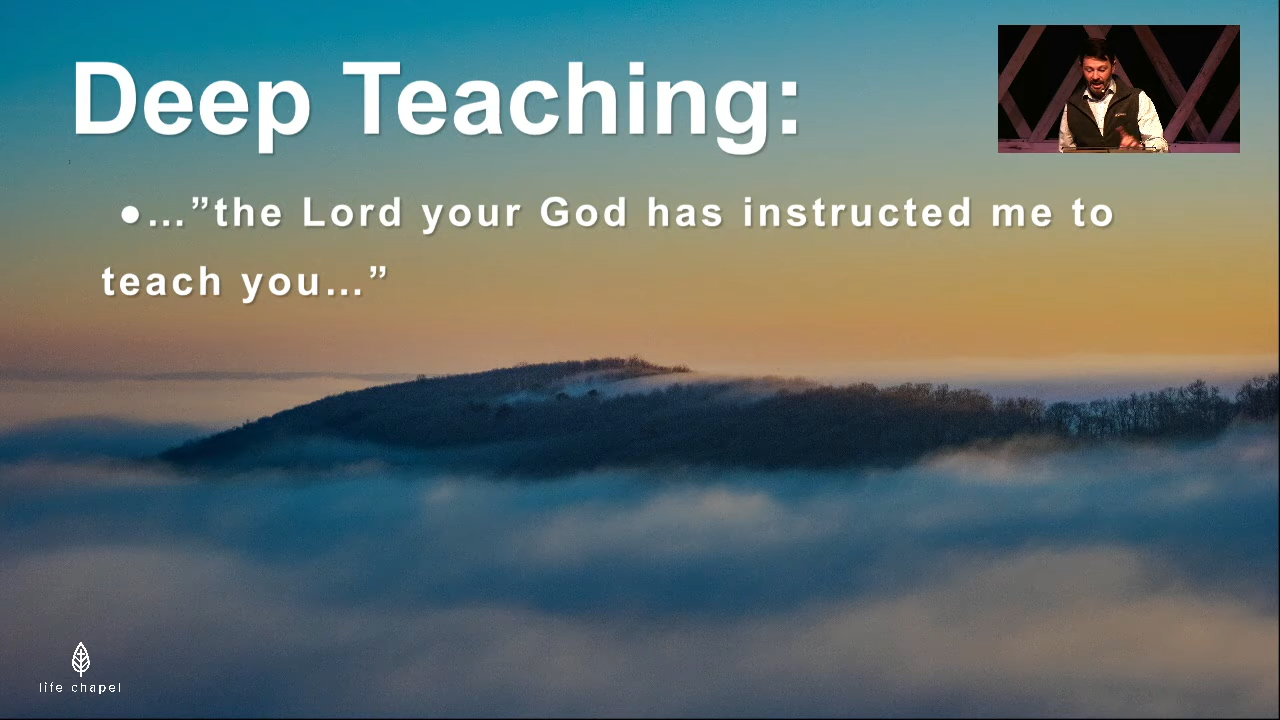 Deep Teaching:
●…”the Lord your God has instructed me to
teach you…”
life chapel